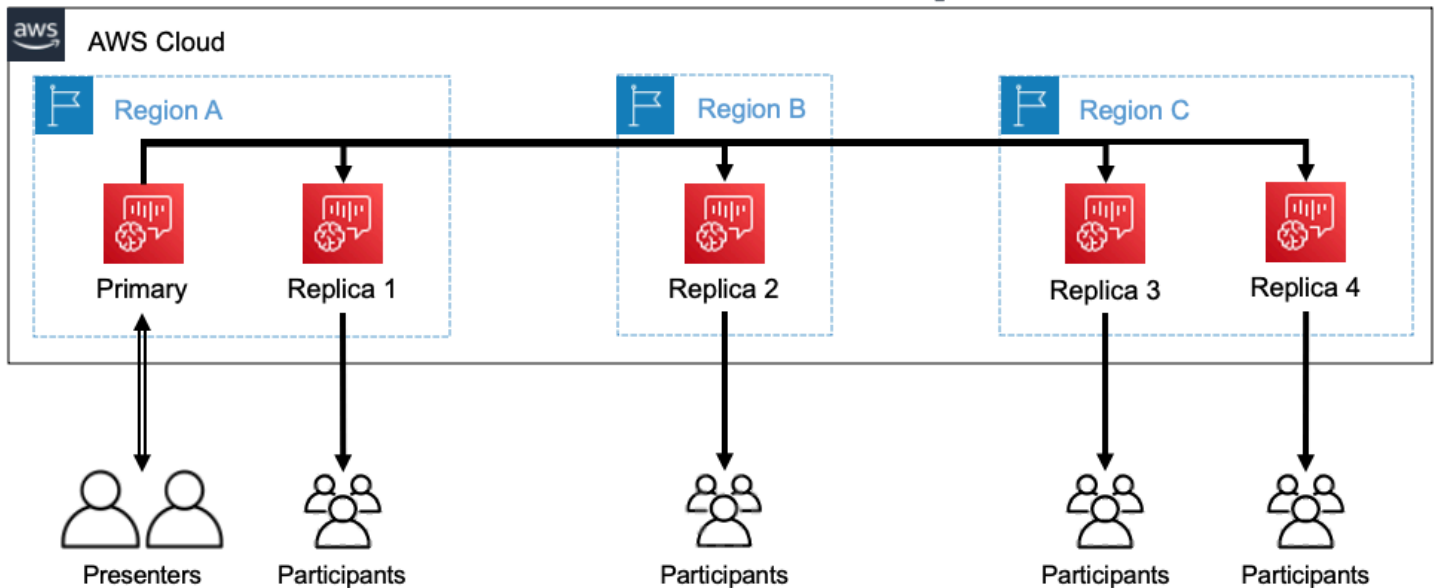 aws
AWS Cloud
Region A
Region B
Region C
Primary
Replica 1
Replica 2
Replica 3
Replica 4
Presenters
Participants
Participants
Participants
Participants